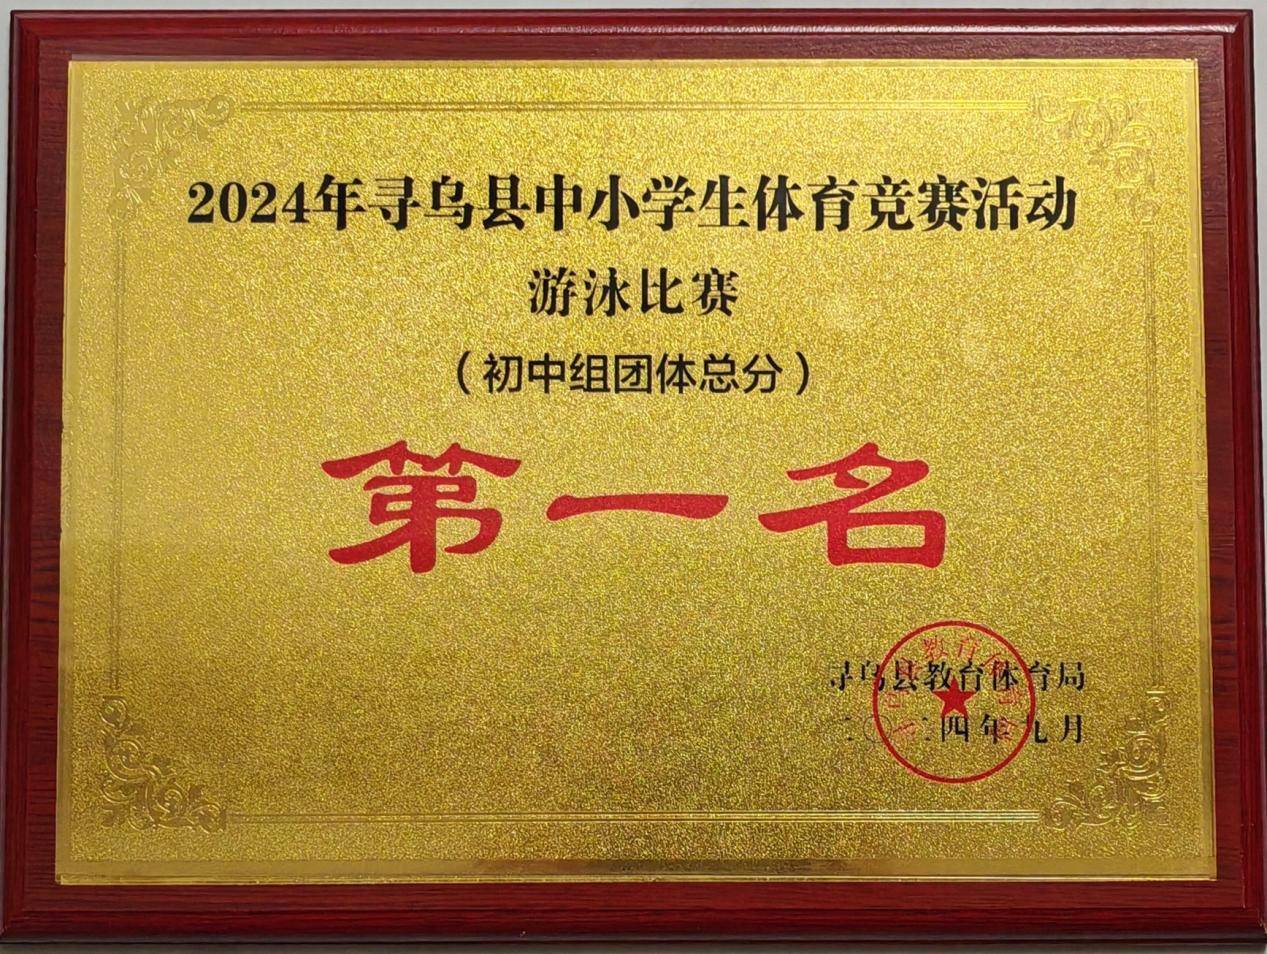 2024年寻乌县中小学生体育竞赛活动
游泳比赛
（初中组团体总分）
第一名
寻乌县教育体育局
二〇二四年九月